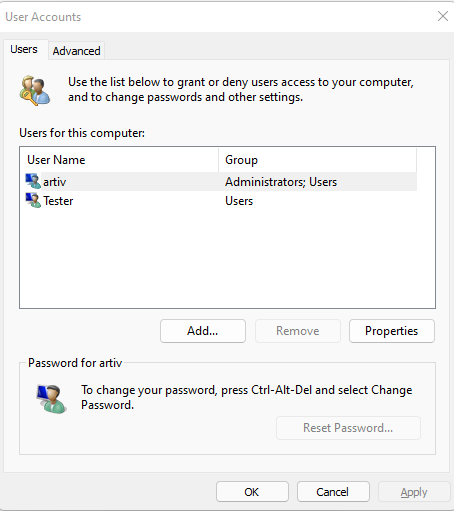 User Accounts
Users Advanced
Use the list below to grant or deny users access to your computer,
and to change passwords and other settings.
Users for this computer:
User Name Group
artiv Administrators; Users
Tester Users
Add... Remove Properties
Password for artiv
To change your password, press Ctrl-Alt-Del and select Change
Password.
Reset Password...
OK Cancel Apply